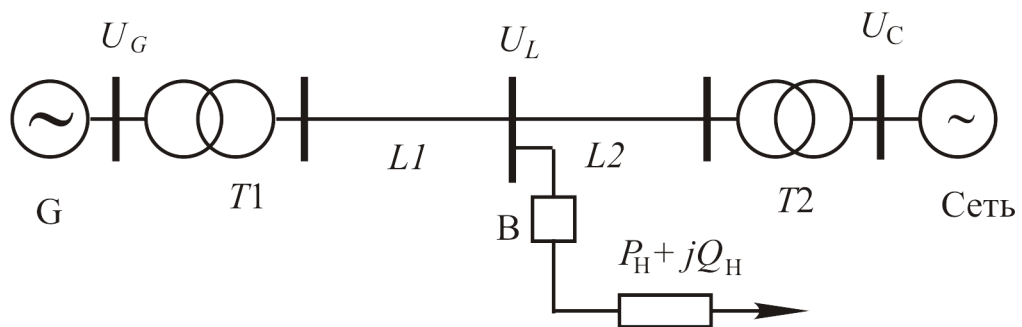 U_G
U_L
U_C
~
~
L1
L2
G
T1
T2
Сеть
В
P_Н + jQ_Н